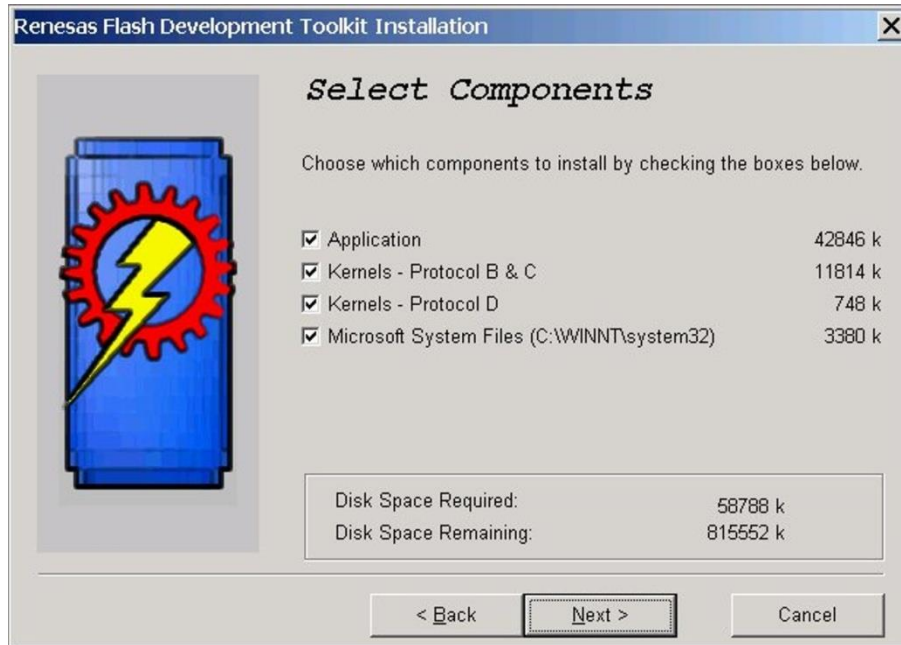 Renesas Flash Development Toolkit Installation
Select Components
Choose which components to install by checking the boxes below.
Application 42846 k
Kernels - Protocol B & C 11814 k
Kernels - Protocol D 748 k
Microsoft System Files (C:\WINNT\system32) 3380 k
Disk Space Required: 58788 k
Disk Space Remaining: 815552 k
< Back Next > Cancel